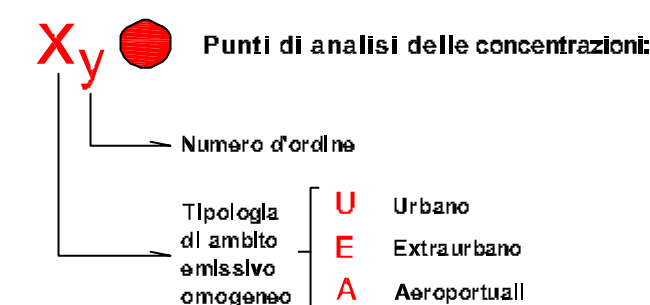 Xy Punti di analisi delle concentrazioni:
Numero d'ordine
Tipologia
di ambito
emissivo
omogeneo
U Urbano
E Extraurbano
A Aeroportuali